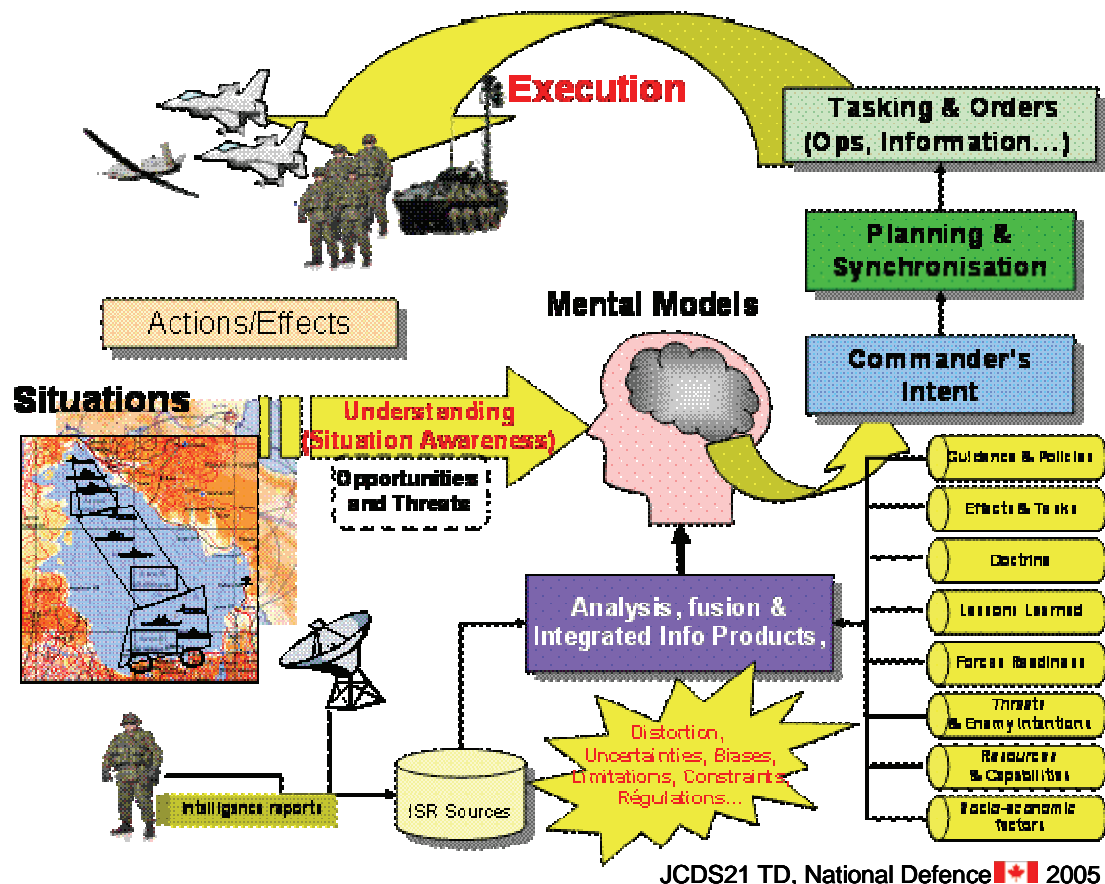 Execution
Tasking & Orders
(Ops, Information...)
Planning &
Synchronisation
Mental Models
Actions/Effects
Commander's
Intent
Situations
Understanding
(Situation Awareness)
Opportunities
and Threats
Guidance & Policies
Effects & Tasks
Doctrine
Lessons Learned
Forces Readiness
Threats
& Enemy Intentions
Resources
& Capabilities
Socio-economic
factors
Analysis, fusion &
Integrated Info Products,
Distortion,
Uncertainties, Biases,
Limitations, Constraints,
Régulations...
Intelligence reports
ISR Sources
JCDS21 TD, National Defence 2005